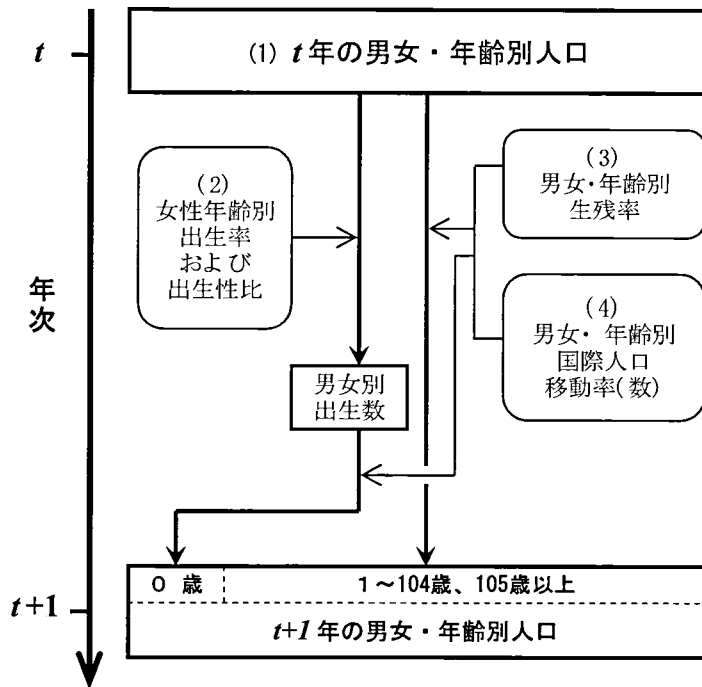 t
(1) t年の男女・年齢別人口
(2)
女性年齢別
出生率
および
出生性比
(3)
男女・年齢別
生残率
年次
(4)
男女・年齢別
国際人口
移動率(数)
男女別
出生数
0 歳
1～104歳、105歳以上
t+1
t+1年の男女・年齢別人口